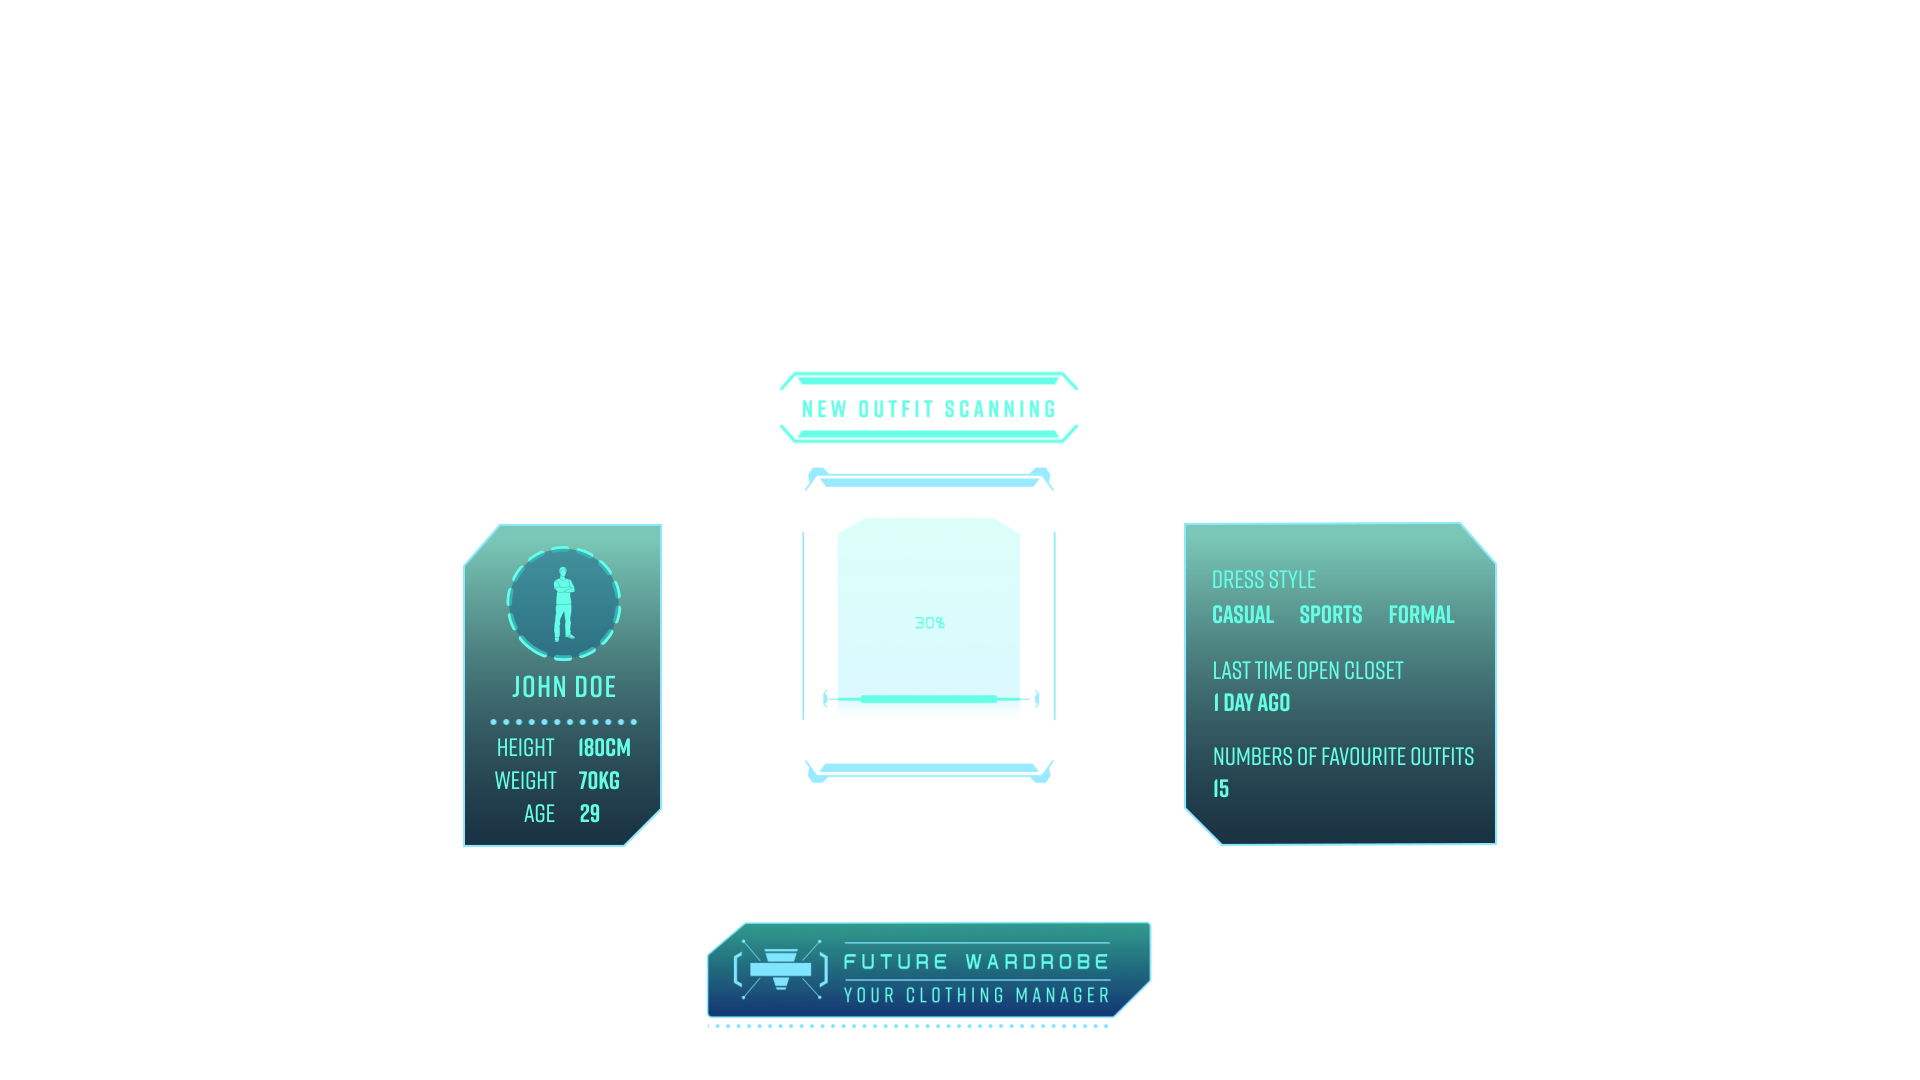 NEW OUTFIT SCANNING
30%
JOHN DOE
HEIGHT 180CM
WEIGHT 70KG
AGE 29
DRESS STYLE
CASUAL SPORTS FORMAL
LAST TIME OPEN CLOSET
1 DAY AGO
NUMBERS OF FAVOURITE OUTFITS
15
FUTURE WARDROBE
YOUR CLOTHING MANAGER